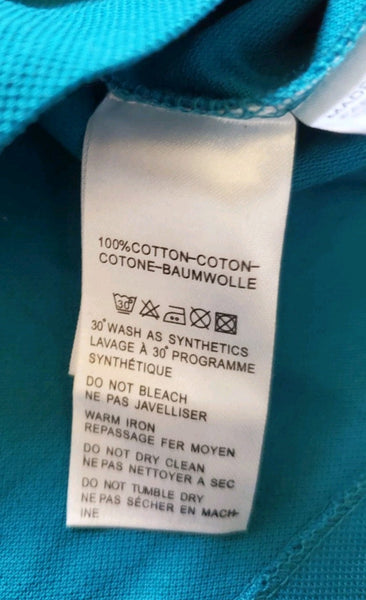 100%COTTON-COTON-
COTONE-BAUMWOLLE
30
30°WASH AS SYNTHETICS
LAVAGE À 30° PROGRAMME
SYNTHÉTIQUE
DO NOT BLEACH
NE PAS JAVELLISER
WARM IRON
REPASSAGE FER MOYEN
DO NOT DRY CLEAN
NE PAS NETTOYER A SEC
DO NOT TUMBLE DRY
NE PAS SÉCHER EN MACH
INE
MADE